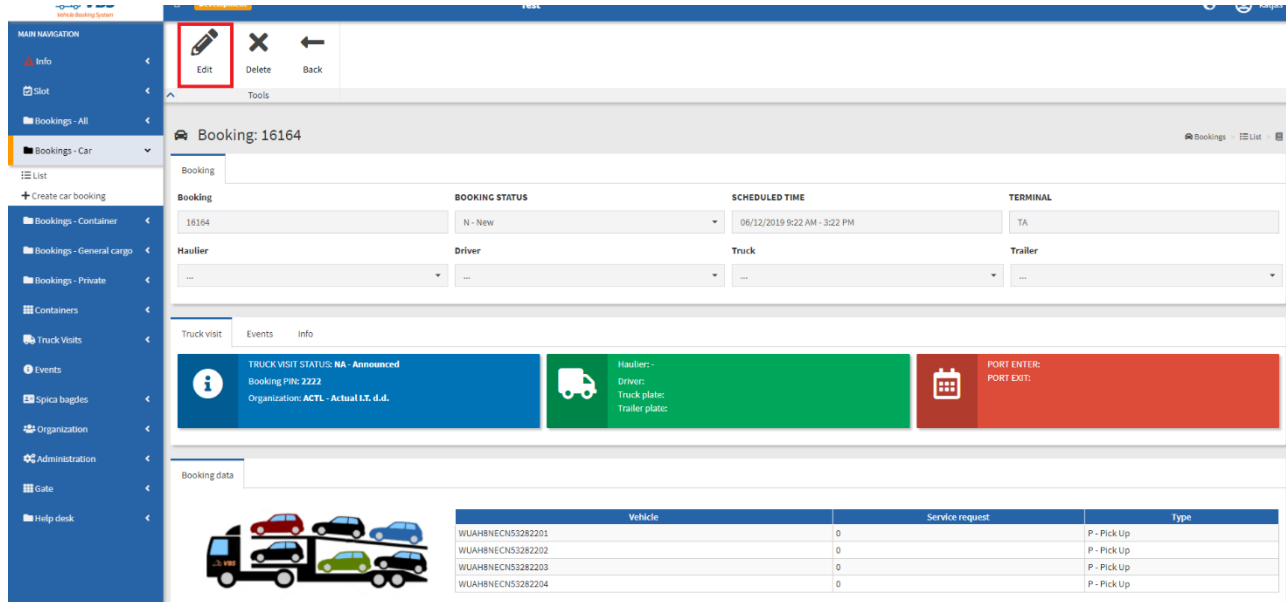 Vehicle Booking System
Development
Test
MAIN NAVIGATION
Info
Slot
Bookings - All
Bookings - Car
List
Create car booking
Bookings - Container
Bookings - General cargo
Bookings - Private
Containers
Truck Visits
Events
Spica bagdes
Organization
Administration
Gate
Help desk
Edit Delete Back
Tools
Booking: 16164
Bookings List
Booking
Booking BOOKING STATUS SCHEDULED TIME TERMINAL
16164 N - New 06/12/2019 9:22 AM - 3:22 PM TA
Haulier Driver Truck Trailer
... ... ... ...
Truck visit Events Info
TRUCK VISIT STATUS: NA - Announced
Booking PIN: 2222
Organization: ACTL - Actual I.T. d.d.
Haulier: -
Driver:
Truck plate:
Trailer plate:
PORT ENTER:
PORT EXIT:
Booking data
VBS
Vehicle Service request Type
WUAH8NECN53282201 0 P - Pick Up
WUAH8NECN53282202 0 P - Pick Up
WUAH8NECN53282203 0 P - Pick Up
WUAH8NECN53282204 0 P - Pick Up